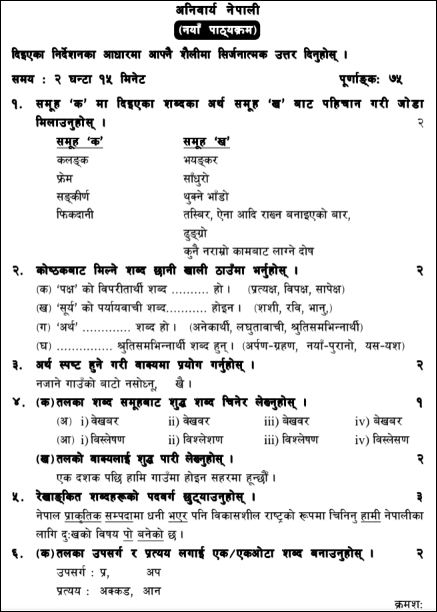 अनिवार्य नेपाली
(नयाँ पाठ्यक्रम)
दिइएका निर्देशनका आधारमा आफ्नै शैलीमा सिर्जनात्मक उत्तर दिनुहोस् ।
समय : २ घन्टा १५ मिनेट पूर्णाङ्क: ७५
१. समूह ‘क’ मा दिइएका शब्दका अर्थ समूह ‘ख’ बाट पहिचान गरी जोडा
मिलाउनुहोस् । २
समूह ‘क’ समूह ‘ख’
कलङ्क भयङ्कर
फ्रेम साँघुरो
सङ्कीर्ण थुक्ने भाँडो
फिकदानी तस्बिर, ऐना आदि राख्न बनाइएको बार,
ढुङ्ग्रो
कुनै नराम्रो कामबाट लाग्ने दोष
२. कोष्ठकबाट मिल्ने शब्द छानी खाली ठाउँमा भर्नुहोस् । २
(क) ‘पक्ष’ को विपरीतार्थी शब्द .......... हो । (प्रत्यक्ष, विपक्ष, सापेक्ष)
(ख) ‘सूर्य’ को पर्यायवाची शब्द........... होइन । (शशी, रवि, भानु,)
(ग) ‘अर्थ’ .............. शब्द हो । (अनेकार्थी, लघुतावाची, श्रुतिसमभिन्नार्थी)
(घ) ................ श्रुतिसमभिन्नार्थी शब्द हुन् । (अर्पण-ग्रहण, नयाँ-पुरानो, यस-यश)
३. अर्थ स्पष्ट हुने गरी वाक्यमा प्रयोग गर्नुहोस् । २
नजाने गाउँको बाटो नसोध्नू, खै ।
४. (क)तलका शब्द समूहबाट शुद्ध शब्द चिनेर लेख्नुहोस् । १
(अ) i) वेखबर ii) वेखवर iii) बेखवर iv) बेखबर
(आ) i) विस्लेषण ii) विश्लेशण iii) विश्लेषण iv) विस्लेसण
(ख)तलको वाक्यलाई शुद्ध पारी लेख्नुहोस् । २
एक दशक पछि हामि गाउँमा होइन सहरमा हुन्छौं ।
५. रेखाङ्कित शब्दहरूको पदवर्ग छुट्याउनुहोस् । ३
नेपाल प्राकृतिक सम्पदामा धनी भएर पनि विकासशील राष्ट्रको रूपमा चिनिनु हामी नेपालीका
लागि दुःखको विषय पो बनेको छ ।
६. (क)तलका उपसर्ग र प्रत्यय लगाई एक/एकओटा शब्द बनाउनुहोस् । २
उपसर्ग : प्र, अप
प्रत्यय : अक्कड, आन
क्रमश: